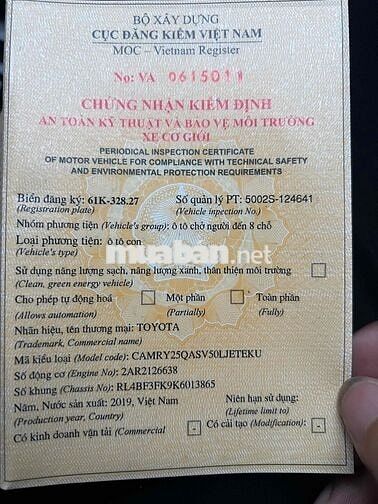 BỘ XÂY DỰNG
CỤC ĐĂNG KIỂM VIỆT NAM
MOC – Vietnam Register
No: VA 0615011
CHỨNG NHẬN KIỂM ĐỊNH
AN TOÀN KỸ THUẬT VÀ BẢO VỆ MÔI TRƯỜNG
XE CƠ GIỚI
PERIODICAL INSPECTION CERTIFICATE
OF MOTOR VEHICLE FOR COMPLIANCE WITH TECHNICAL SAFETY
AND ENVIRONMENTAL PROTECTION REQUIREMENTS
Biển đăng ký: 61K-328.27 Số quản lý PT: 5002S-124641
(Registration plate) (Vehicle inpection No.)
Nhóm phương tiện (Vehicle's group): ô tô chở người đến 8 chỗ
Loại phương tiện: ô tô con
(Vehicle's type)
muaban.net
Sử dụng năng lượng sạch, năng lượng xanh, thân thiện môi trường
(Clean, green energy vehicle)
Cho phép tự động hoá Một phần Toàn phần
(Allows automation) (Partially) (Fully)
Nhãn hiệu, tên thương mại: TOYOTA
(Trademark, Commercial name)
Mã kiểu loại (Model code): CAMRY25QASV50LJETEKU
Số động cơ (Engine No): 2AR2126638
Số khung (Chassis No): RL4BF3FK9K6013865
Năm, Nước sản xuất: 2019, Việt Nam Niên hạn sử dụng:
(Production year, Country) (Lifetime limit to)
Có kinh doanh vận tải (Commercial - Có cải tạo (Modification): -